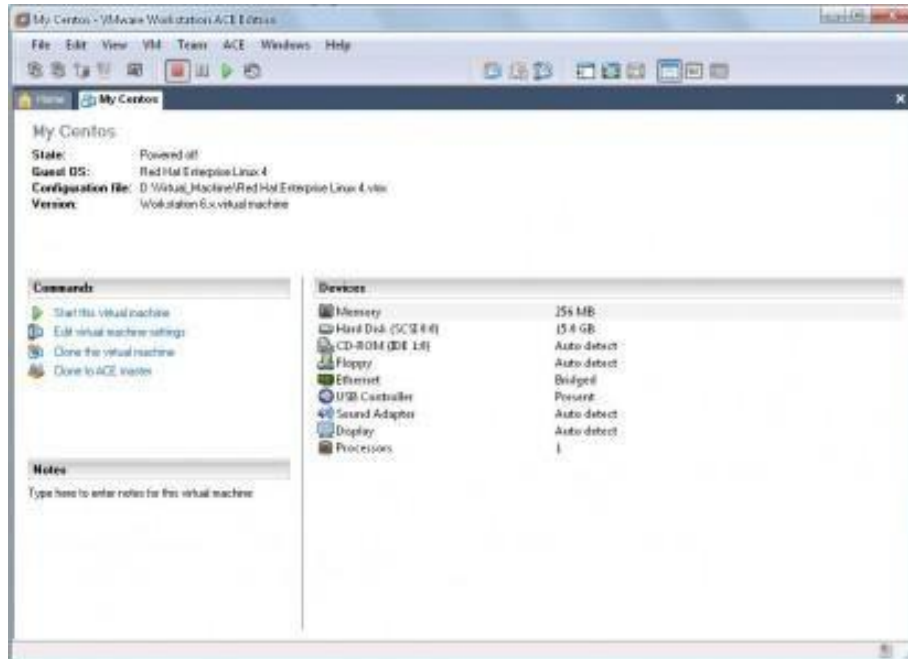 My Centos - VMware Workstation ACE Edition
File Edit View VM Team ACE Windows Help
Home My Centos
My Centos
State: Powered off
Guest OS: Red Hat Enterprise Linux 4
Configuration file: D:\Virtual_Machine\Red Hat Enterprise Linux 4.vmx
Version: Workstation 6.x virtual machine
Commands
Start this virtual machine
Edit virtual machine settings
Clone this virtual machine
Clone to ACE master
Notes
Type here to enter notes for this virtual machine
Devices
Memory 256 MB
Hard Disk (SCSI 0:0) 15.0 GB
CD-ROM (IDE 1:0) Auto detect
Floppy Auto detect
Ethernet Bridged
USB Controller Present
Sound Adapter Auto detect
Display Auto detect
Processors 1